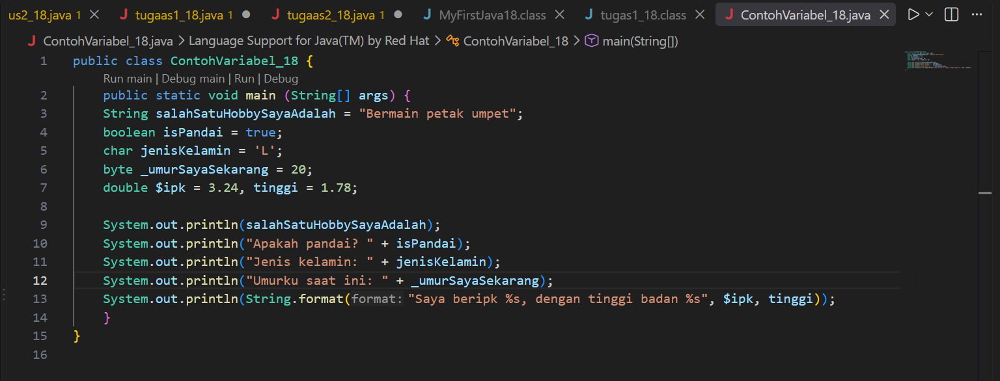 us2_18.java 1 tugaas1_18.java 1 tugaas2_18.java 1 MyFirstJava18.class tugas1_18.class ContohVariabel_18.java
ContohVariabel_18.java > Language Support for Java(TM) by Red Hat > ContohVariabel_18 > main(String[])
1 public class ContohVariabel_18 {
Run main | Debug main | Run | Debug
2 public static void main (String[] args) {
3 String salahSatuHobbySayaAdalah = "Bermain petak umpet";
4 boolean isPandai = true;
5 char jenisKelamin = 'L';
6 byte _umurSayaSekarang = 20;
7 double $ipk = 3.24, tinggi = 1.78;
8
9 System.out.println(salahSatuHobbySayaAdalah);
10 System.out.println("Apakah pandai? " + isPandai);
11 System.out.println("Jenis kelamin: " + jenisKelamin);
12 System.out.println("Umurku saat ini: " + _umurSayaSekarang);
13 System.out.println(String.format(format: "Saya beripk %s, dengan tinggi badan %s", $ipk, tinggi));
14 }
15 }
16